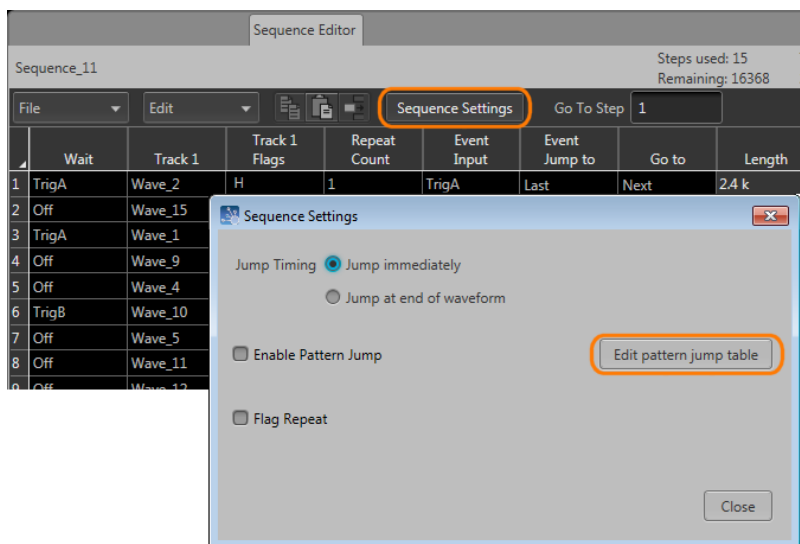 Sequence Editor
Sequence_11
Steps used: 15
Remaining: 16368
File Edit Sequence Settings Go To Step 1
Wait Track 1 Track 1 Flags Repeat Count Event Input Event Jump to Go to Length
1 TrigA Wave_2 H 1 TrigA Last Next 2.4 k
2 Off Wave_15
3 TrigA Wave_1
4 Off Wave_9
5 Off Wave_4
6 TrigB Wave_10
7 Off Wave_5
8 Off Wave_11
9 Off Wave_12
Sequence Settings
Jump Timing Jump immediately
Jump at end of waveform
Enable Pattern Jump Edit pattern jump table
Flag Repeat
Close